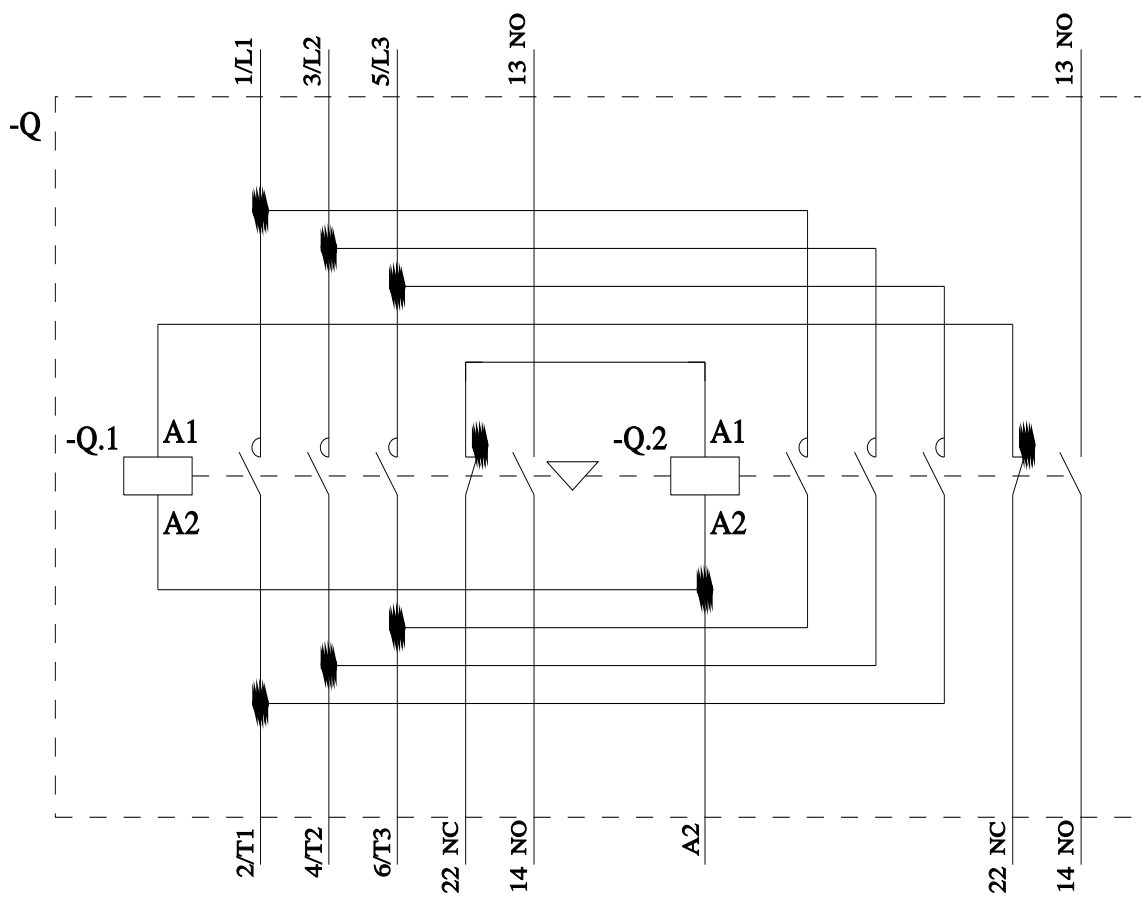 1/L1
3/L2
5/L3
13 NO
13 NO
-Q
-Q.1
A1
-Q.2
A1
A2
A2
2/T1
4/T2
6/T3
22 NC
14 NO
A2
22 NC
14 NO